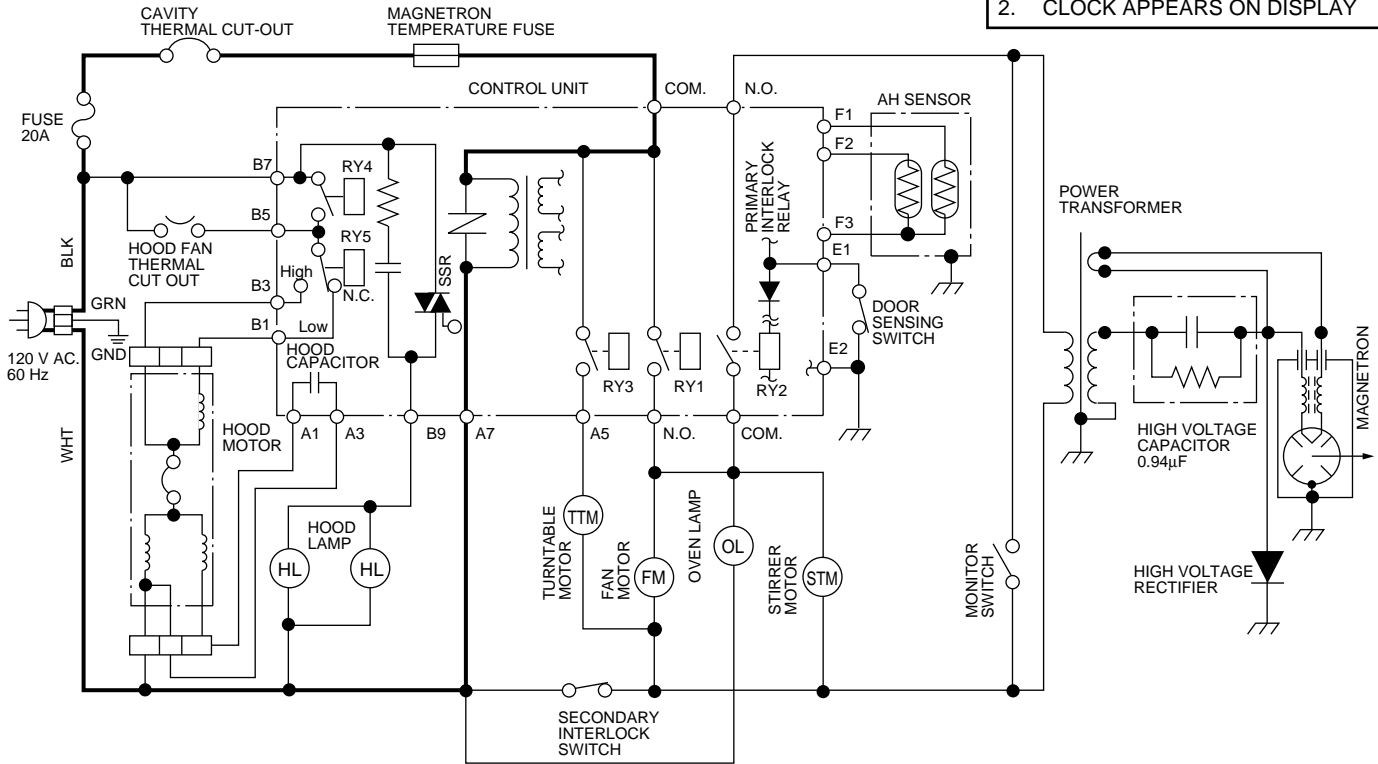 2. CLOCK APPEARS ON DISPLAY
CAVITY
THERMAL CUT-OUT
MAGNETRON
TEMPERATURE FUSE
CONTROL UNIT
COM.
N.O.
AH SENSOR
FUSE
20A
F1
F2
F3
E1
E2
B7
RY4
B5
RY5
HOOD FAN
THERMAL
CUT OUT
B3
High
N.C.
B1
Low
SSR
PRIMARY
INTERLOCK
RELAY
DOOR
SENSING
SWITCH
POWER
TRANSFORMER
BLK
GRN
GND
120 V AC.
60 Hz
WHT
HOOD
CAPACITOR
RY3
RY1
RY2
HOOD
MOTOR
A1
A3
B9
A7
A5
N.O.
COM.
HIGH VOLTAGE
CAPACITOR
0.94µF
MAGNETRON
HOOD
LAMP
HL
HL
TURNTABLE
MOTOR
TTM
FAN
MOTOR
FM
OVEN LAMP
OL
STIRRER
MOTOR
STM
MONITOR
SWITCH
HIGH VOLTAGE
RECTIFIER
SECONDARY
INTERLOCK
SWITCH